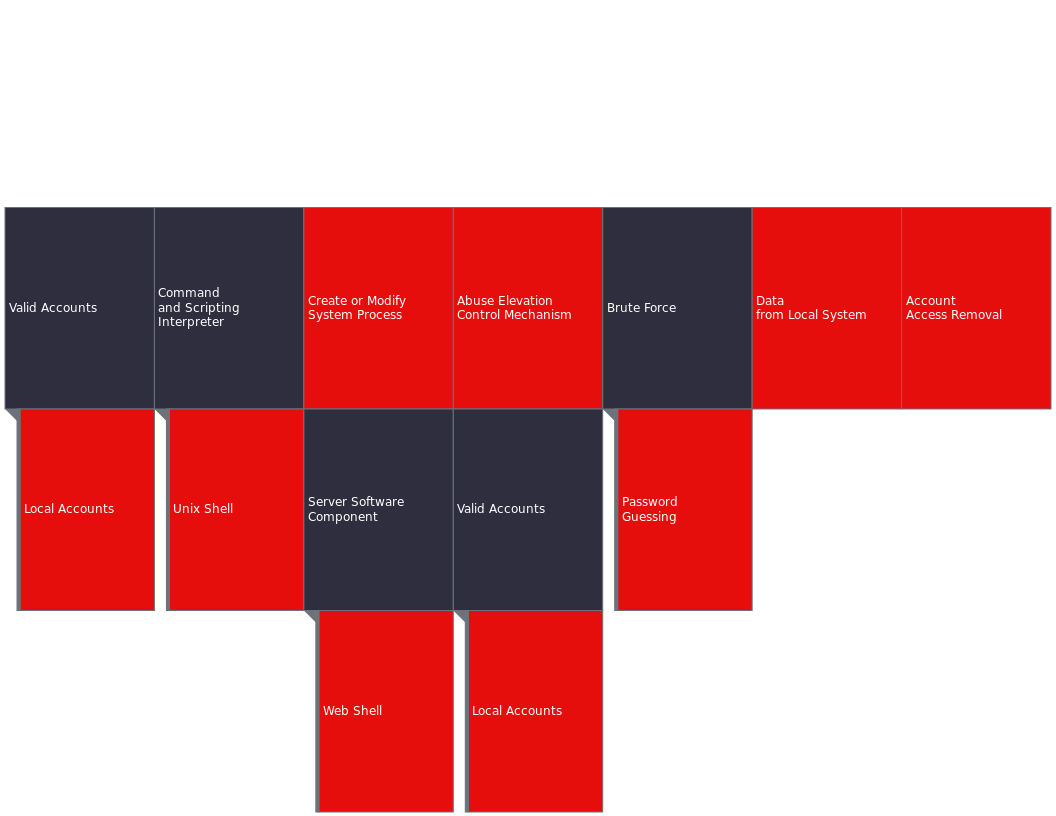 Valid Accounts
Command
and Scripting
Interpreter
Create or Modify
System Process
Abuse Elevation
Control Mechanism
Brute Force
Data
from Local System
Account
Access Removal
Local Accounts
Unix Shell
Server Software
Component
Valid Accounts
Password
Guessing
Web Shell
Local Accounts